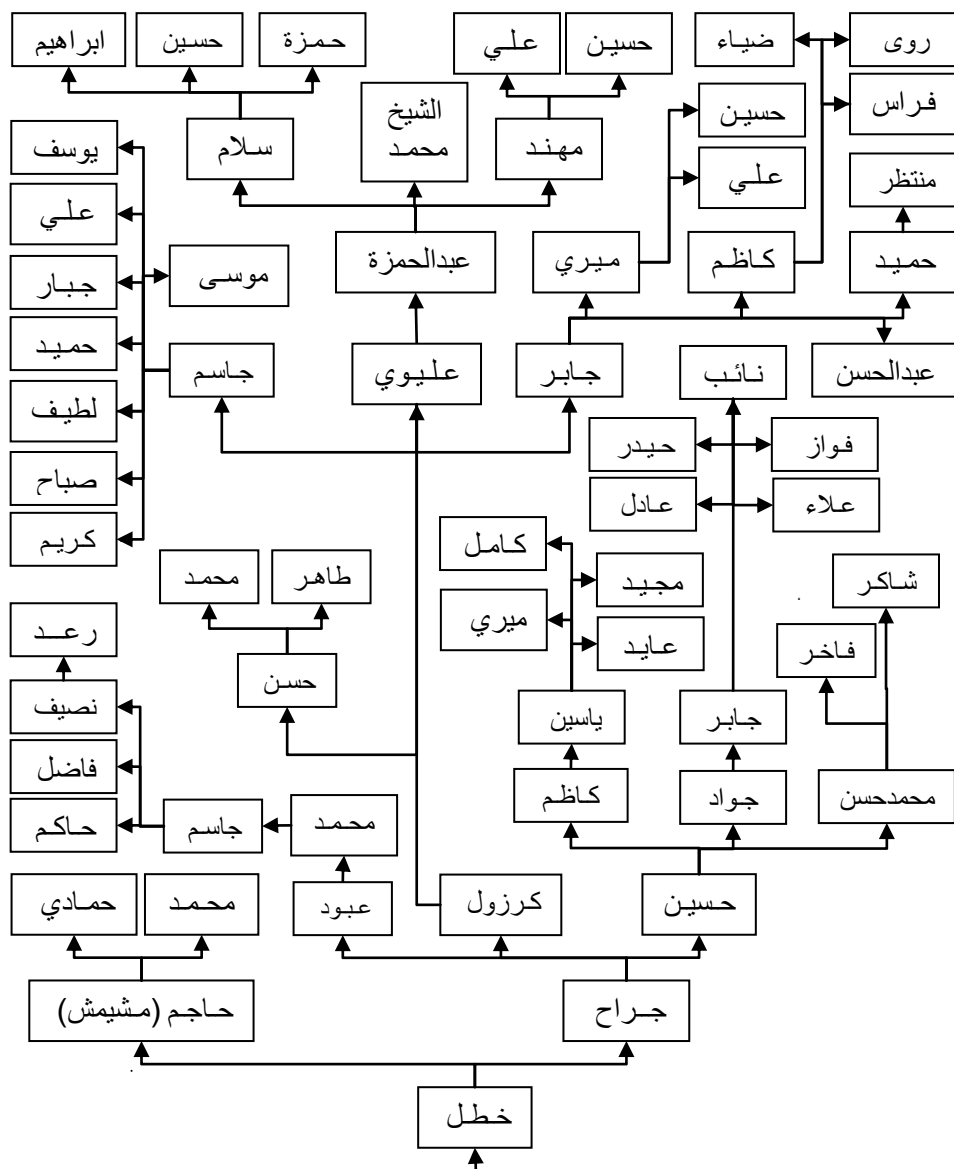 روى
ضياء
حسين
علي
حمزة
حسين
ابراهيم
فراس
حسين
الشيخ
محمد
مهند
سلام
يوسف
علي
منتظر
علي
حميد
كاظم
ميري
عبدالحمزة
موسى
جبار
حميد
عبدالحسن
نائب
جابر
عليوي
جاسم
لطيف
فواز
حيدر
صباح
علاء
عادل
كريم
كامل
شاكر
مجيد
طاهر
محمد
ميري
عايد
فاخر
رعد
حسن
نصيف
جابر
ياسين
فاضل
محمدحسن
جواد
كاظم
محمد
جاسم
حاكم
حسين
كرزول
عبود
محمد
حمادي
جراح
حاجم (مشيمش)
خطل